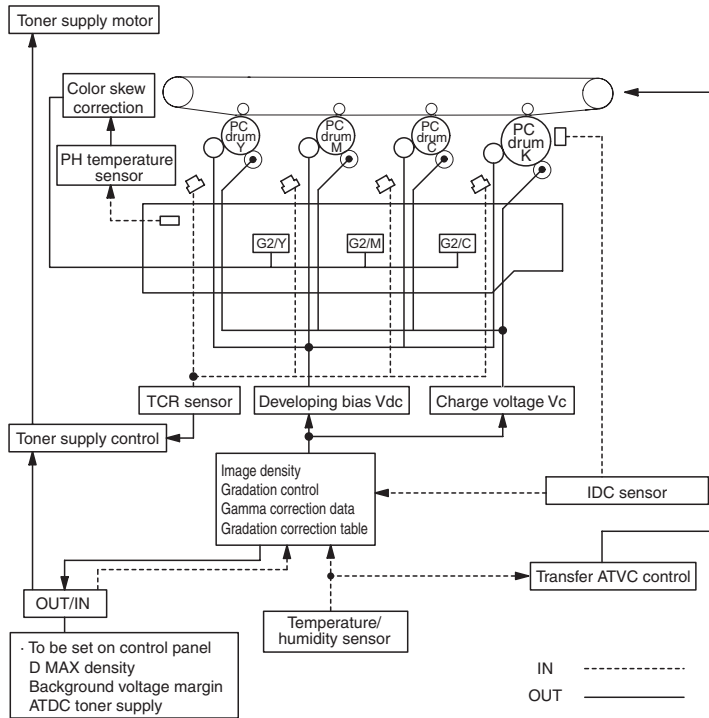 Toner supply motor
Color skew
correction
PH temperature
sensor
PC
drum
Y
PC
drum
M
PC
drum
C
PC
drum
K
G2/Y
G2/M
G2/C
TCR sensor
Developing bias Vdc
Charge voltage Vc
Toner supply control
Image density
Gradation control
Gamma correction data
Gradation correction table
IDC sensor
Transfer ATVC control
OUT/IN
Temperature/
humidity sensor
· To be set on control panel
D MAX density
Background voltage margin
ATDC toner supply
IN
OUT